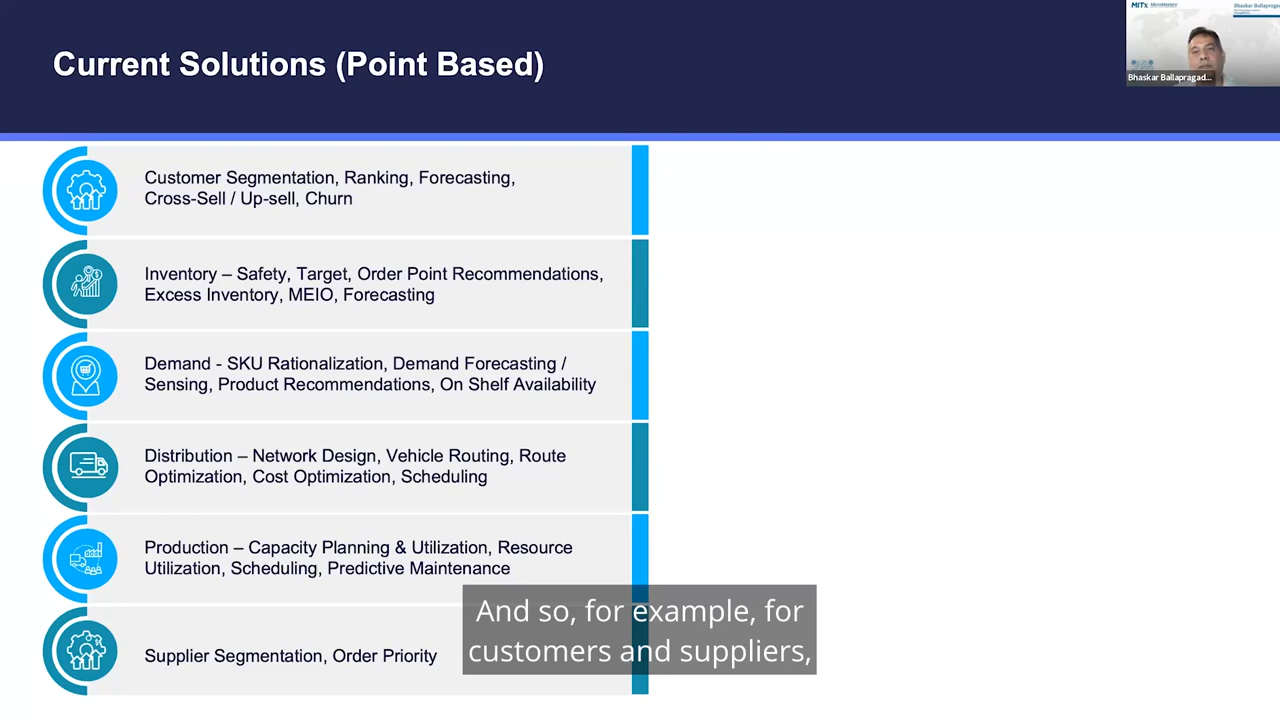 Current Solutions (Point Based)
MITx MicroMasters
Bhaskar Ballapragad...
Customer Segmentation, Ranking, Forecasting,
Cross-Sell / Up-sell, Churn
Inventory – Safety, Target, Order Point Recommendations,
Excess Inventory, MEIO, Forecasting
Demand - SKU Rationalization, Demand Forecasting /
Sensing, Product Recommendations, On Shelf Availability
Distribution – Network Design, Vehicle Routing, Route
Optimization, Cost Optimization, Scheduling
Production – Capacity Planning & Utilization, Resource
Utilization, Scheduling, Predictive Maintenance
Supplier Segmentation, Order Priority
And so, for example, for
customers and suppliers,